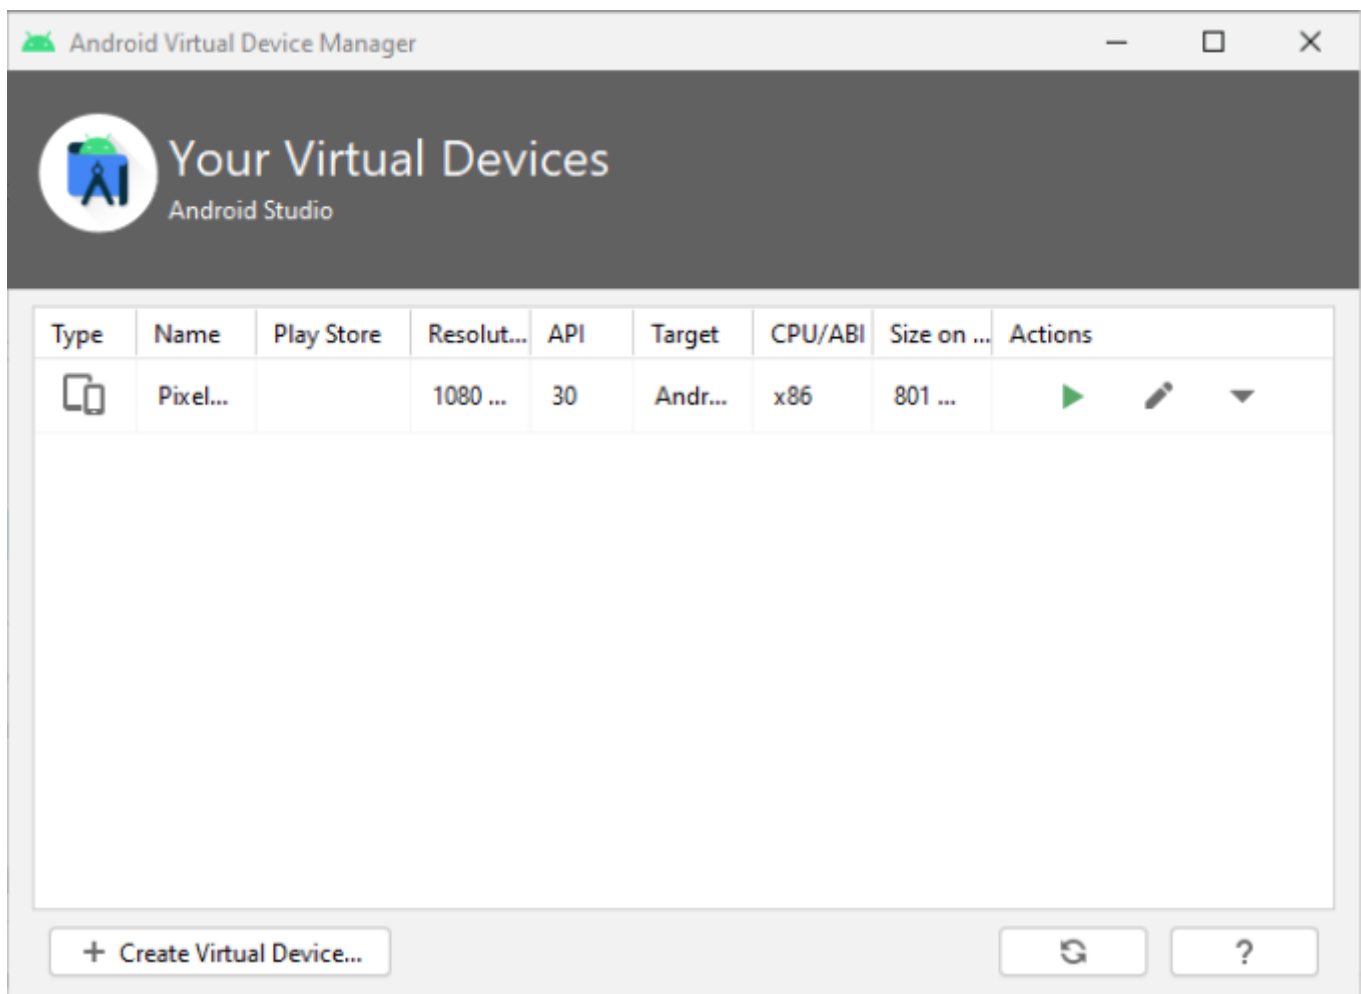 Android Virtual Device Manager
Your Virtual Devices
Android Studio
Type Name Play Store Resolut... API Target CPU/ABI Size on ... Actions
Pixel... 1080 ... 30 Andr... x86 801 ...
+ Create Virtual Device... ?